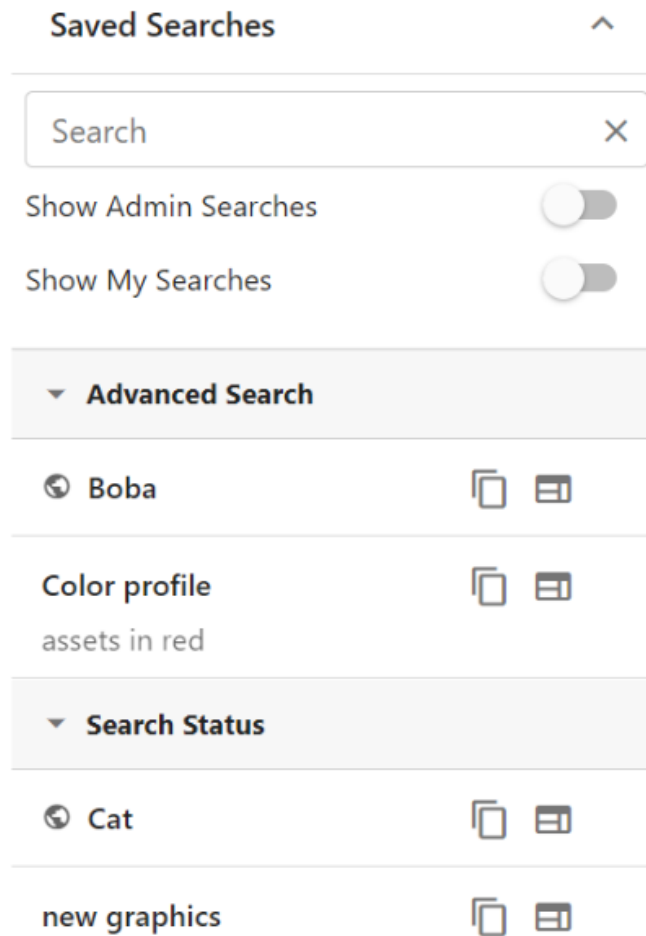 Saved Searches
Search
Show Admin Searches
Show My Searches
Advanced Search
Boba
Color profile
assets in red
Search Status
Cat
new graphics